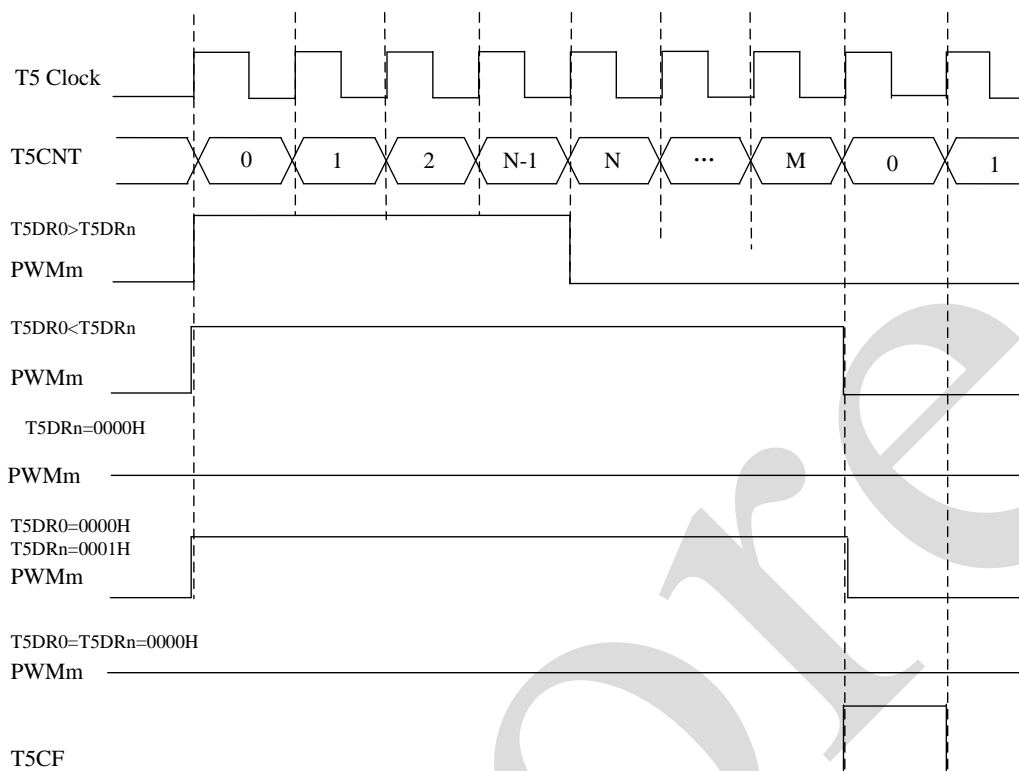 T5 Clock
T5CNT 0 1 2 N-1 N ··· M 0 1
T5DR0>T5DRn
PWMm
T5DR0<T5DRn
PWMm
T5DRn=0000H
PWMm
T5DR0=0000H
T5DRn=0001H
PWMm
T5DR0=T5DRn=0000H
PWMm
T5CF
ore